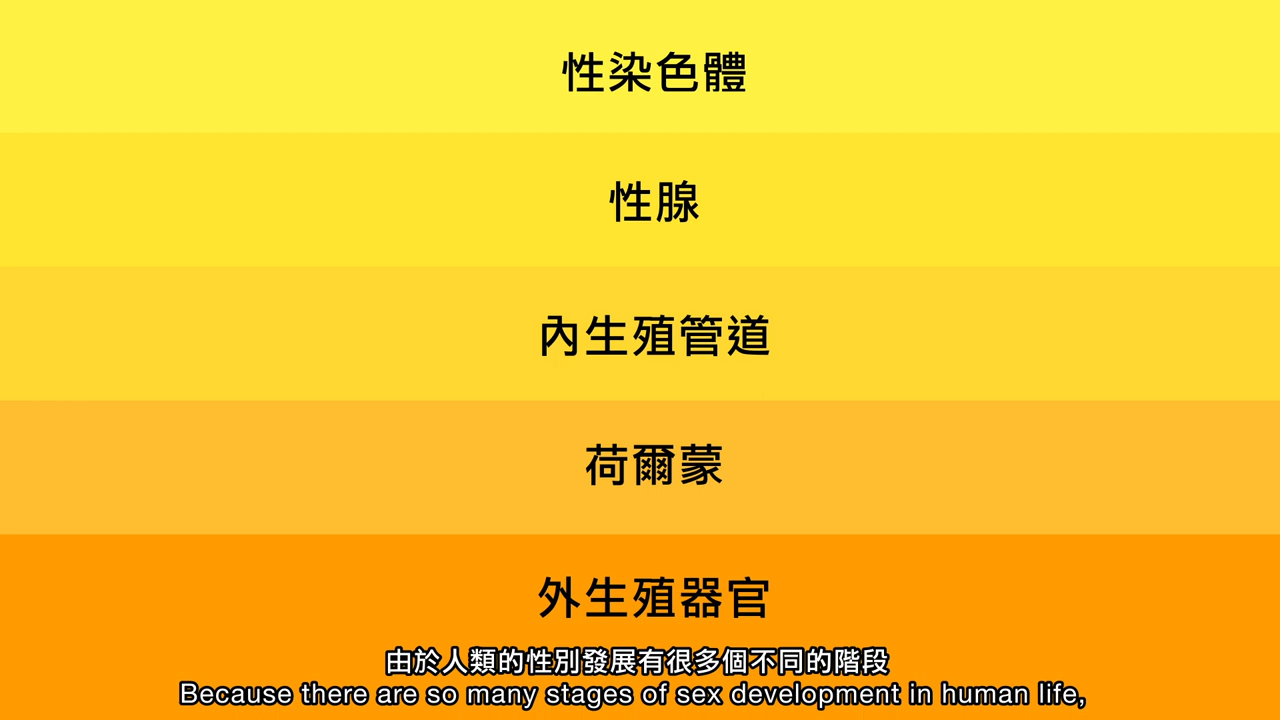 性染色體
性腺
內生殖管道
荷爾蒙
外生殖器官
由於人類的性別發展有很多個不同的階段
Because there are so many stages of sex development in human life,